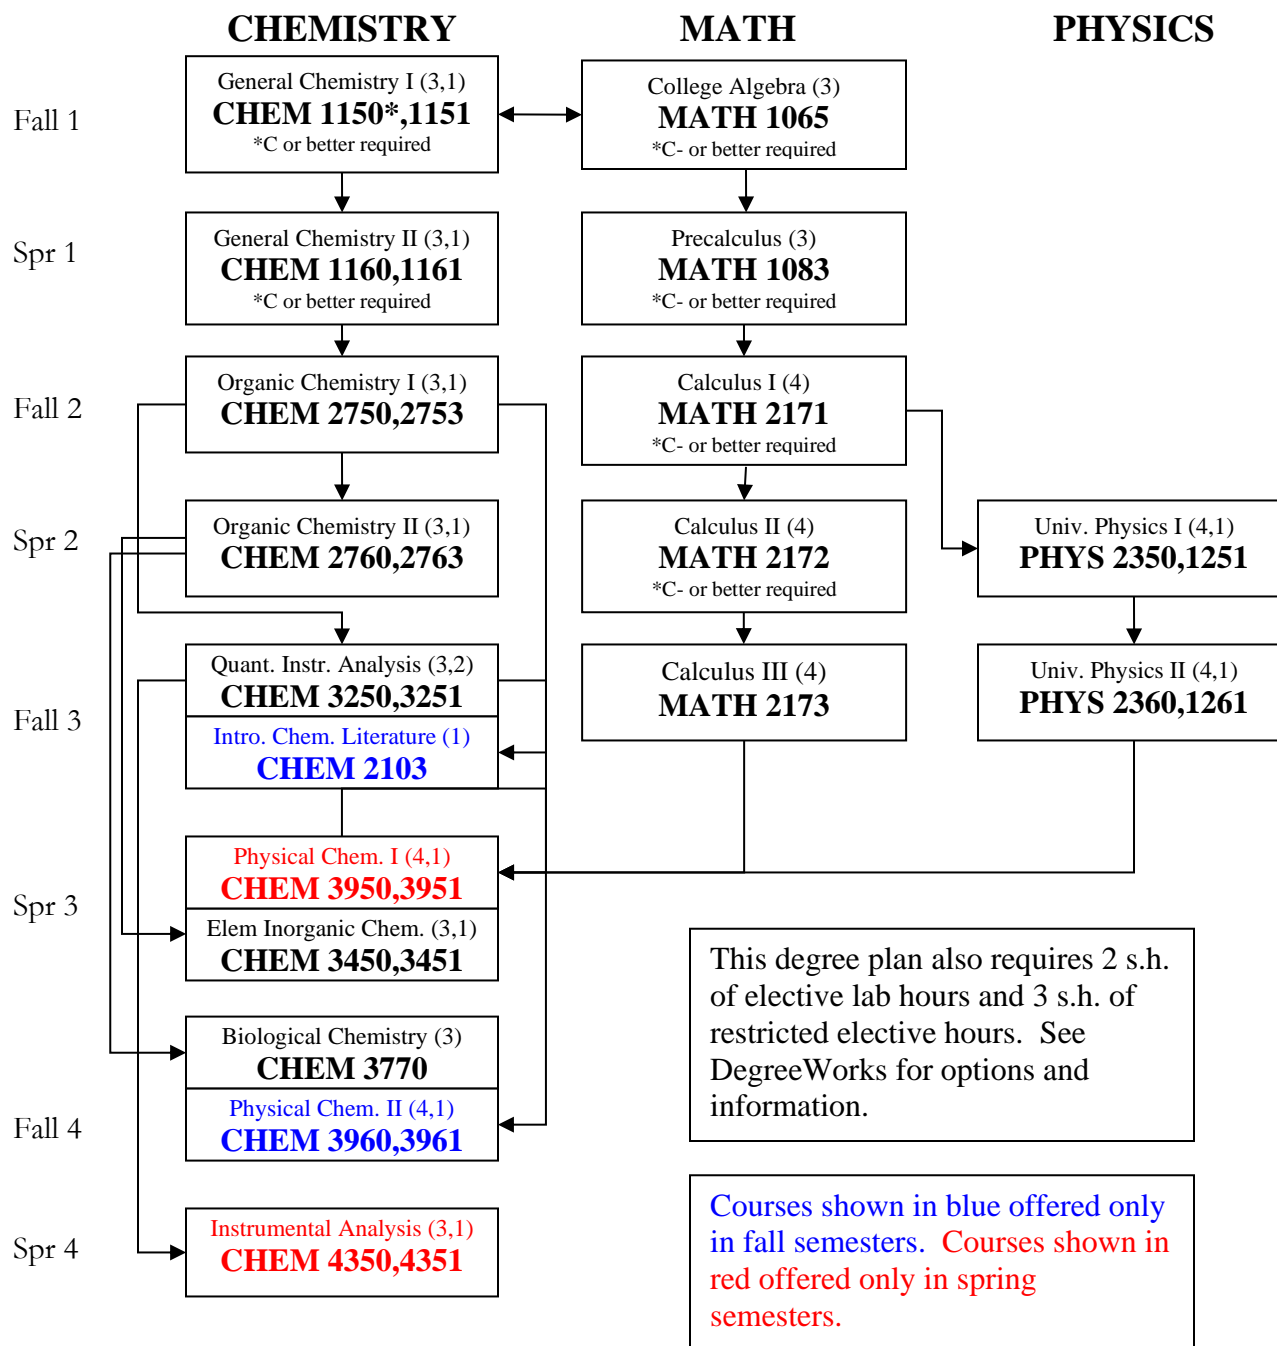 CHEMISTRY
MATH
PHYSICS
Fall 1
General Chemistry I (3,1)
CHEM 1150*,1151
*C or better required
College Algebra (3)
MATH 1065
*C- or better required
Spr 1
General Chemistry II (3,1)
CHEM 1160,1161
*C or better required
Precalculus (3)
MATH 1083
*C- or better required
Fall 2
Organic Chemistry I (3,1)
CHEM 2750,2753
Calculus I (4)
MATH 2171
*C- or better required
Spr 2
Organic Chemistry II (3,1)
CHEM 2760,2763
Calculus II (4)
MATH 2172
*C- or better required
Univ. Physics I (4,1)
PHYS 2350,1251
Fall 3
Quant. Instr. Analysis (3,2)
CHEM 3250,3251
Intro. Chem. Literature (1)
CHEM 2103
Calculus III (4)
MATH 2173
Univ. Physics II (4,1)
PHYS 2360,1261
Spr 3
Physical Chem. I (4,1)
CHEM 3950,3951
Elem Inorganic Chem. (3,1)
CHEM 3450,3451
This degree plan also requires 2 s.h.
of elective lab hours and 3 s.h. of
restricted elective hours.  See
DegreeWorks for options and
information.
Fall 4
Biological Chemistry (3)
CHEM 3770
Physical Chem. II (4,1)
CHEM 3960,3961
Spr 4
Instrumental Analysis (3,1)
CHEM 4350,4351
Courses shown in blue offered only
in fall semesters.  Courses shown in
red offered only in spring
semesters.